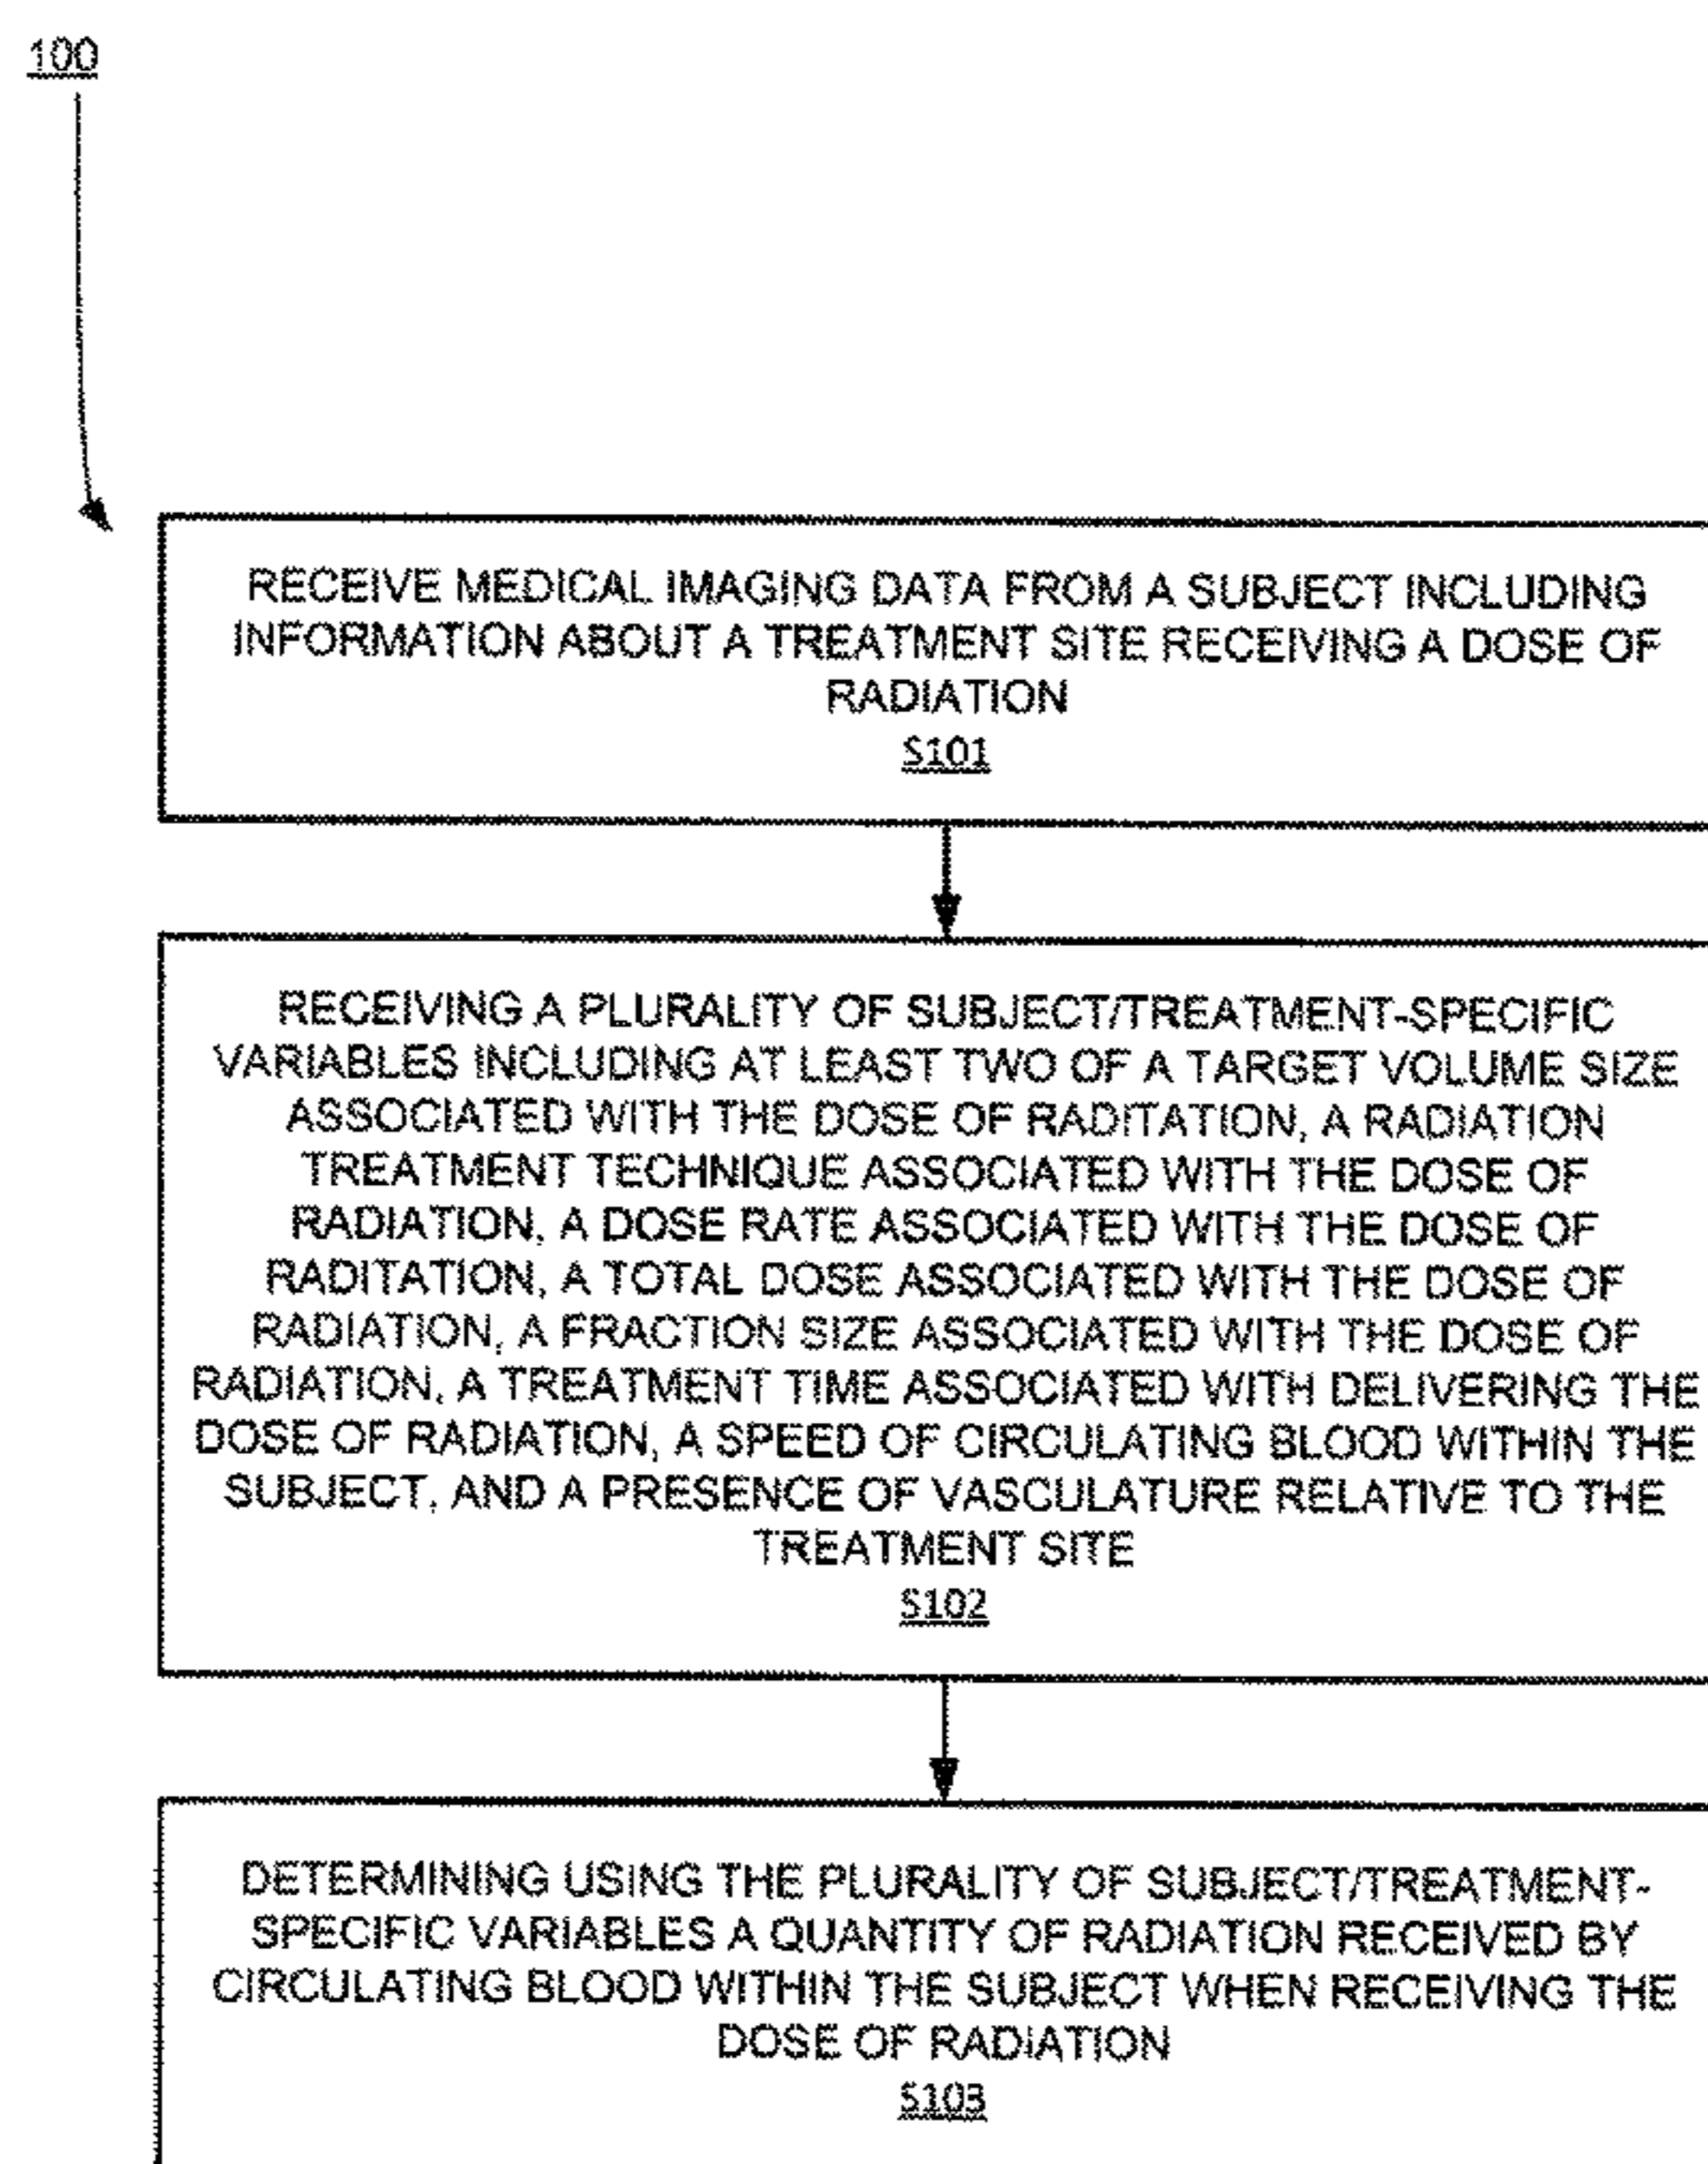 100
RECEIVE MEDICAL IMAGING DATA FROM A SUBJECT INCLUDING
INFORMATION ABOUT A TREATMENT SITE RECEIVING A DOSE OF
RADIATION
S101
RECEIVING A PLURALITY OF SUBJECT/TREATMENT-SPECIFIC
VARIABLES INCLUDING AT LEAST TWO OF A TARGET VOLUME SIZE
ASSOCIATED WITH THE DOSE OF RADITATION, A RADIATION
TREATMENT TECHNIQUE ASSOCIATED WITH THE DOSE OF
RADIATION, A DOSE RATE ASSOCIATED WITH THE DOSE OF
RADITATION, A TOTAL DOSE ASSOCIATED WITH THE DOSE OF
RADIATION, A FRACTION SIZE ASSOCIATED WITH THE DOSE OF
RADIATION, A TREATMENT TIME ASSOCIATED WITH DELIVERING THE
DOSE OF RADIATION, A SPEED OF CIRCULATING BLOOD WITHIN THE
SUBJECT, AND A PRESENCE OF VASCULATURE RELATIVE TO THE
TREATMENT SITE
S102
DETERMINING USING THE PLURALITY OF SUBJECT/TREATMENT-
SPECIFIC VARIABLES A QUANTITY OF RADIATION RECEIVED BY
CIRCULATING BLOOD WITHIN THE SUBJECT WHEN RECEIVING THE
DOSE OF RADIATION
S103